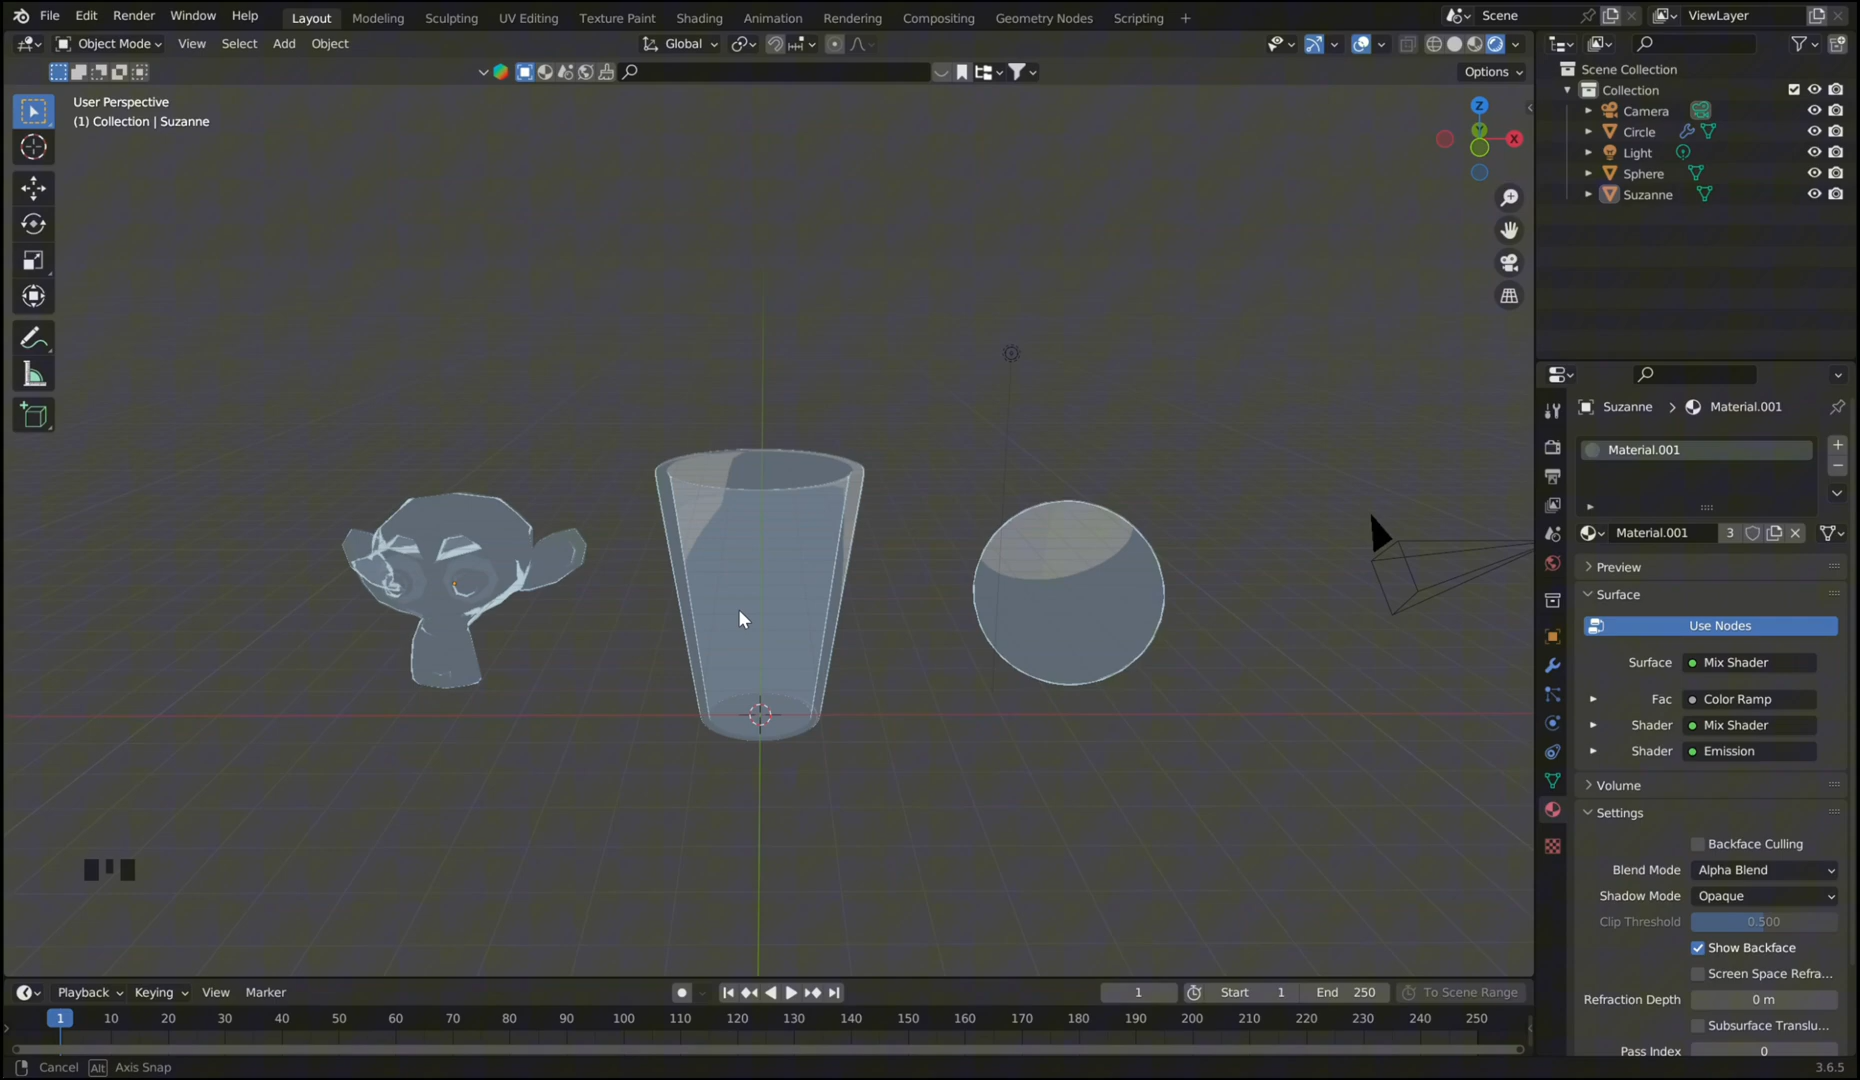 File Edit Render Window Help Layout Modeling Sculpting UV Editing Texture Paint Shading Animation Rendering Compositing Geometry Nodes Scripting + Scene ViewLayer
Object Mode View Select Add Object Global
Options
User Perspective
(1) Collection | Suzanne
Z
Y
X
Scene Collection
Collection
Camera
Circle
Light
Sphere
Suzanne
Suzanne > Material.001
Material.001
Material.001 3
Preview
Surface
Use Nodes
Surface Mix Shader
Fac Color Ramp
Shader Mix Shader
Shader Emission
Volume
Settings
Backface Culling
Blend Mode Alpha Blend
Shadow Mode Opaque
Clip Threshold 0.500
Show Backface
Screen Space Refra...
Refraction Depth 0 m
Subsurface Translu...
Pass Index 0
Playback Keying View Marker 1 Start 1 End 250 To Scene Range
1 10 20 30 40 50 60 70 80 90 100 110 120 130 140 150 160 170 180 190 200 210 220 230 240 250
Cancel Alt Axis Snap 3.6.5